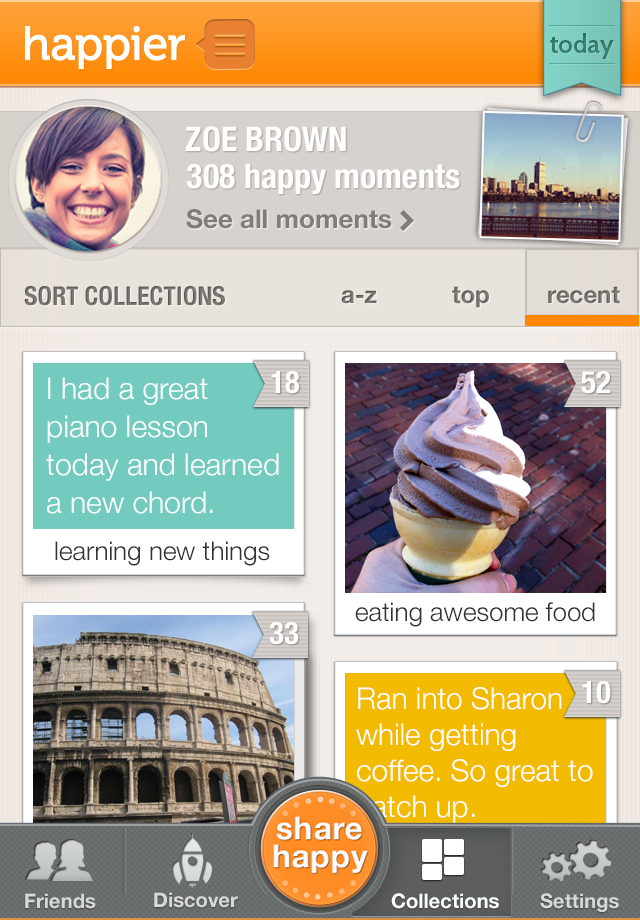 happier
today
ZOE BROWN
308 happy moments
See all moments
SORT COLLECTIONS
a-z
top
recent
18
I had a great
piano lesson
today and learned
a new chord.
learning new things
52
eating awesome food
33
10
Ran into Sharon
while getting
coffee. So great to
catch up.
share
happy
Friends
Discover
Collections
Settings